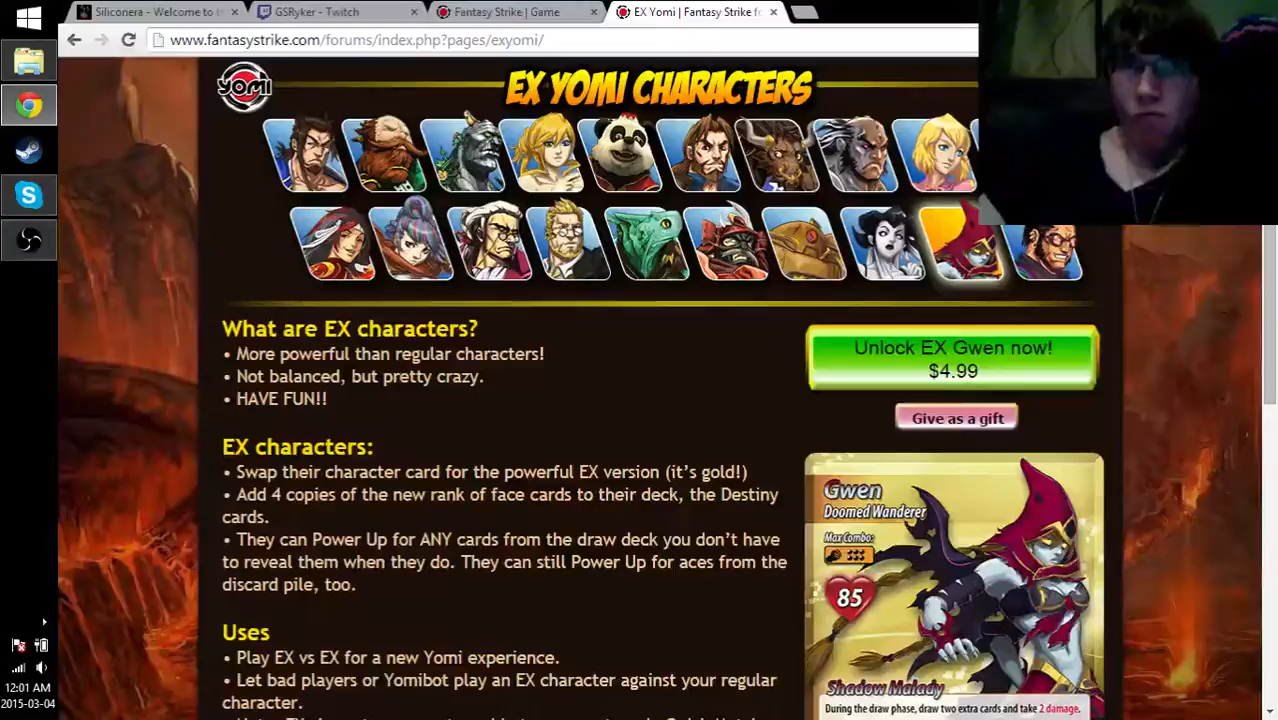 Siliconera - Welcome to t
GSRyker - Twitch
Fantasy Strike | Game
EX Yomi | Fantasy Strike fo
www.fantasystrike.com/forums/index.php?pages/exyomi/
YOMI
EX YOMI CHARACTERS
What are EX characters?
• More powerful than regular characters!
• Not balanced, but pretty crazy.
• HAVE FUN!!
Unlock EX Gwen now!
$4.99
Give as a gift
EX characters:
• Swap their character card for the powerful EX version (it's gold!)
• Add 4 copies of the new rank of face cards to their deck, the Destiny
cards.
• They can Power Up for ANY cards from the draw deck you don't have
to reveal them when they do. They can still Power Up for aces from the
discard pile, too.
Gwen
Doomed Wanderer
Max Combo:
85
Shadow Malady
During the draw phase, draw two extra cards and take 2 damage.
Uses
• Play EX vs EX for a new Yomi experience.
• Let bad players or Yomibot play an EX character against your regular
character.
12:01 AM
2015-03-04